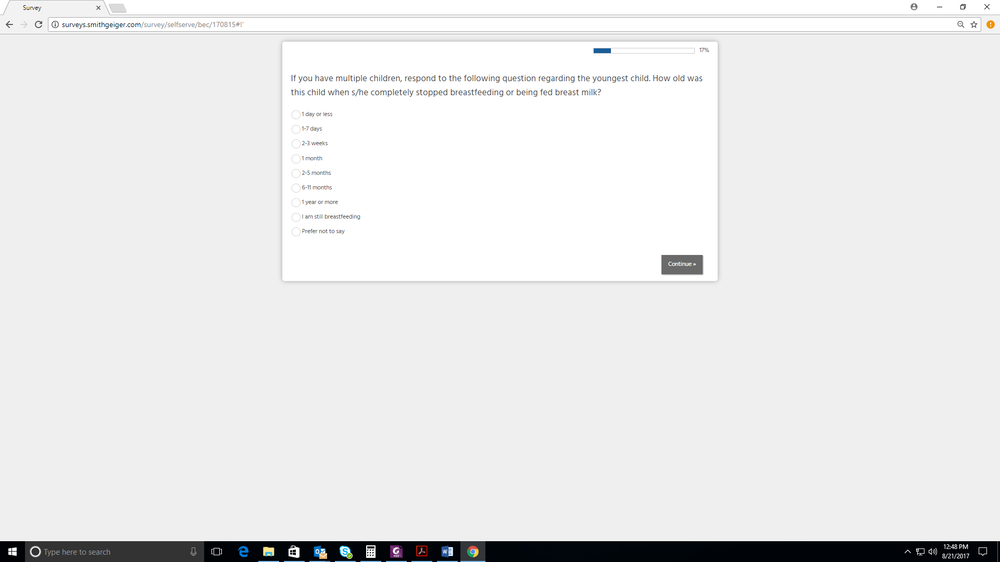 Survey
surveys.smithgeiger.com/survey/selfserve/bec/170815#!'
17%
If you have multiple children, respond to the following question regarding the youngest child. How old was
this child when s/he completely stopped breastfeeding or being fed breast milk?
1 day or less
1-7 days
2-3 weeks
1 month
2-5 months
6-11 months
1 year or more
I am still breastfeeding
Prefer not to say
Continue »
Type here to search
12:48 PM
8/21/2017